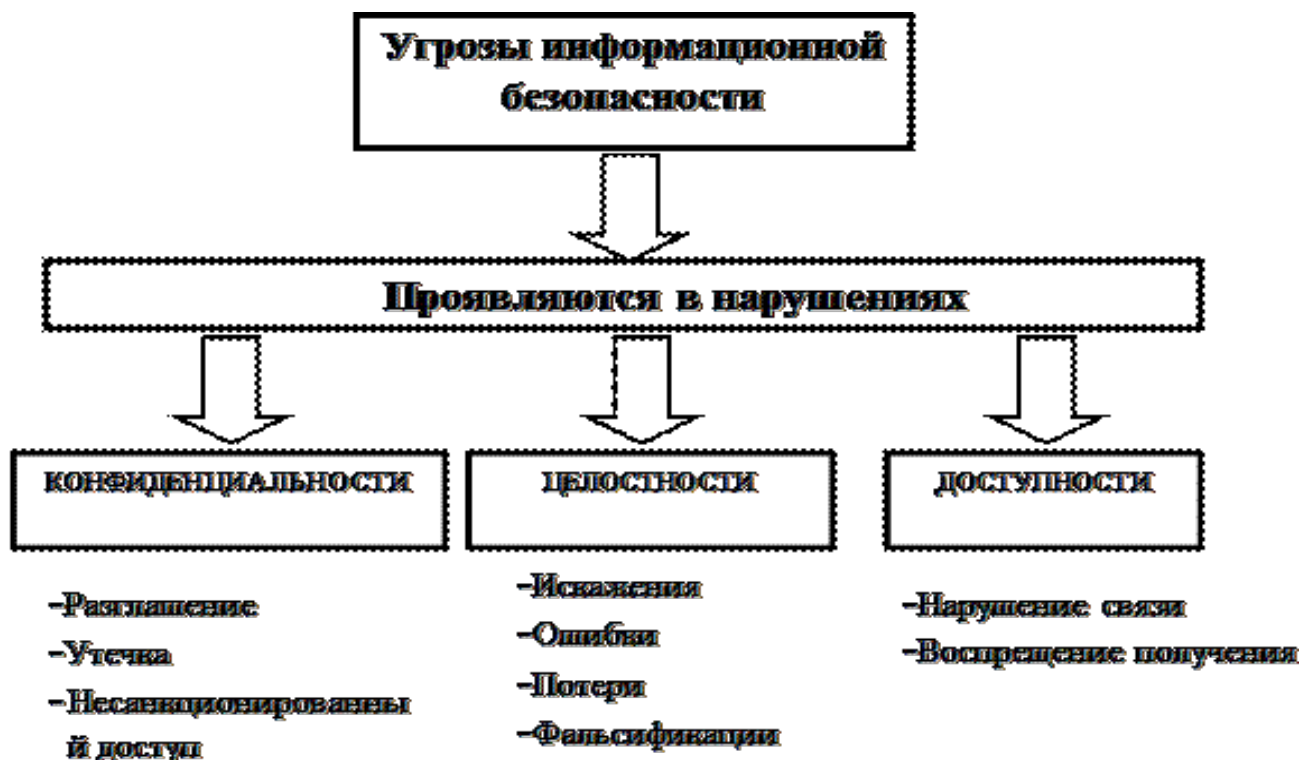 Угрозы информационной
безопасности
Проявляются в нарушениях
КОНФИДЕНЦИАЛЬНОСТИ
ЦЕЛОСТНОСТИ
ДОСТУПНОСТИ
-Разглашение
-Утечка
-Несанкционированны
й доступ
-Искажения
-Ошибки
-Потери
-Фальсификации
-Нарушение связи
-Воспрещение получения